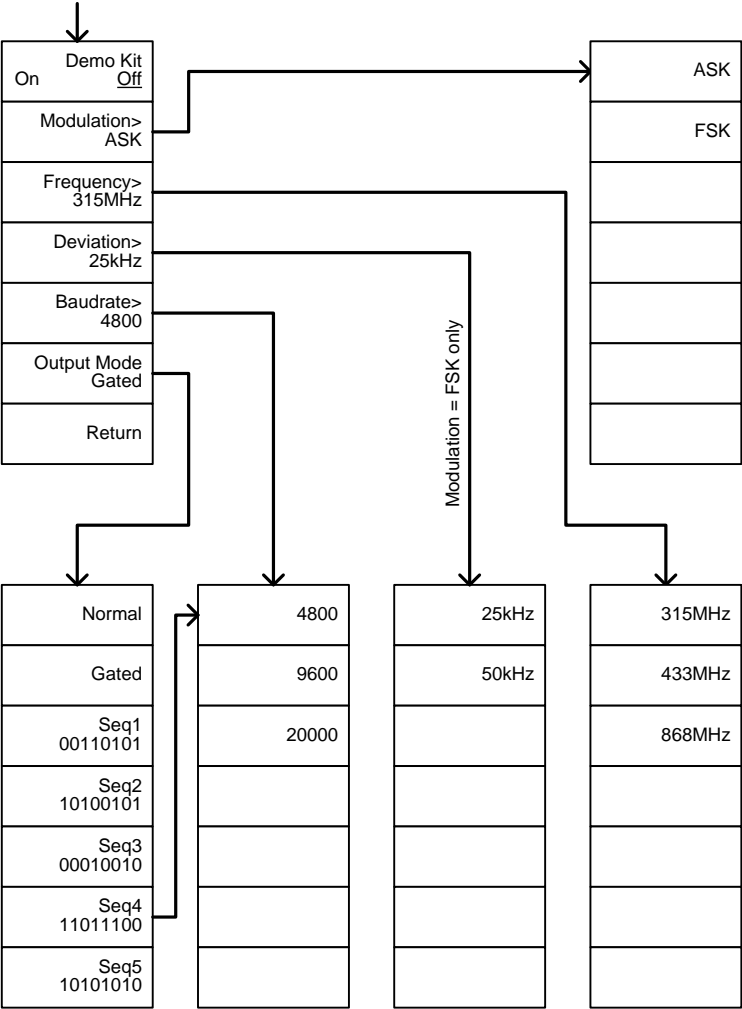 Demo Kit
On Off
Modulation>
ASK
Frequency>
315MHz
Deviation>
25kHz
Baudrate>
4800
Output Mode
Gated
Return
ASK
FSK
Modulation = FSK only
Normal
Gated
Seq1
00110101
Seq2
10100101
Seq3
00010010
Seq4
11011100
Seq5
10101010
4800
9600
20000
25kHz
50kHz
315MHz
433MHz
868MHz